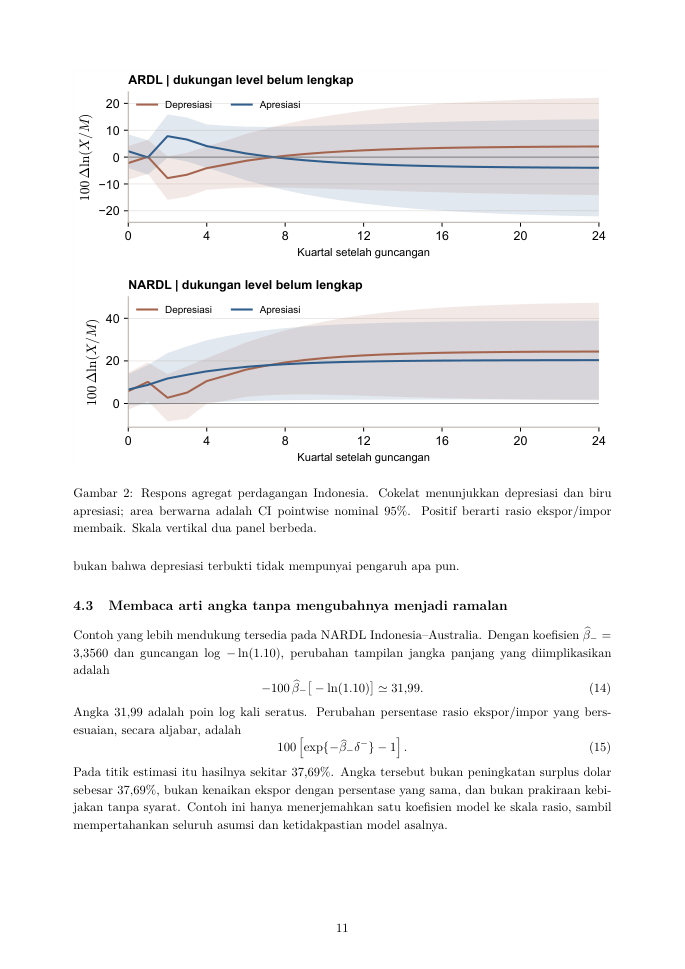 ARDL | dukungan level belum lengkap
Depresiasi Apresiasi
100 Δln(X/M)
20
10
0
−10
−20
0 4 8 12 16 20 24
Kuartal setelah guncangan
NARDL | dukungan level belum lengkap
Depresiasi Apresiasi
100 Δln(X/M)
40
20
0
0 4 8 12 16 20 24
Kuartal setelah guncangan
Gambar 2: Respons agregat perdagangan Indonesia. Cokelat menunjukkan depresiasi dan biru
apresiasi; area berwarna adalah CI pointwise nominal 95%. Positif berarti rasio ekspor/impor
membaik. Skala vertikal dua panel berbeda.
bukan bahwa depresiasi terbukti tidak mempunyai pengaruh apa pun.
4.3 Membaca arti angka tanpa mengubahnya menjadi ramalan
Contoh yang lebih mendukung tersedia pada NARDL Indonesia–Australia. Dengan koefisien β̂₋ =
3,3560 dan guncangan log − ln(1.10), perubahan tampilan jangka panjang yang diimplikasikan
adalah
−100 β̂₋[ − ln(1.10)] ≃ 31,99. (14)
Angka 31,99 adalah poin log kali seratus. Perubahan persentase rasio ekspor/impor yang bers-
esuaian, secara aljabar, adalah
100 [exp{−β̂₋δ⁻} − 1] . (15)
Pada titik estimasi itu hasilnya sekitar 37,69%. Angka tersebut bukan peningkatan surplus dolar
sebesar 37,69%, bukan kenaikan ekspor dengan persentase yang sama, dan bukan prakiraan kebi-
jakan tanpa syarat. Contoh ini hanya menerjemahkan satu koefisien model ke skala rasio, sambil
mempertahankan seluruh asumsi dan ketidakpastian model asalnya.
11